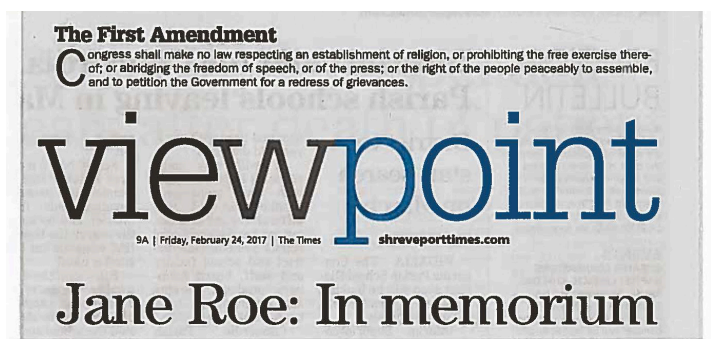 The First Amendment
Congress shall make no law respecting an establishment of religion, or prohibiting the free exercise there-
of; or abridging the freedom of speech, or of the press; or the right of the people peaceably to assemble,
and to petition the Government for a redress of grievances.
viewpoint
9A | Friday, February 24, 2017 | The Times shreveporttimes.com
Jane Roe: In memorium